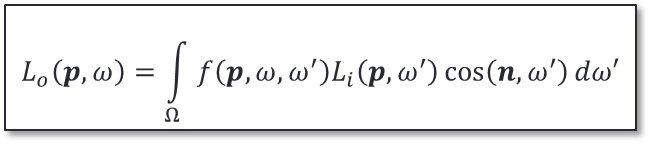 L_o(p, ω) = ∫_Ω f(p, ω, ω′)L_i(p, ω′) cos(n, ω′) dω′